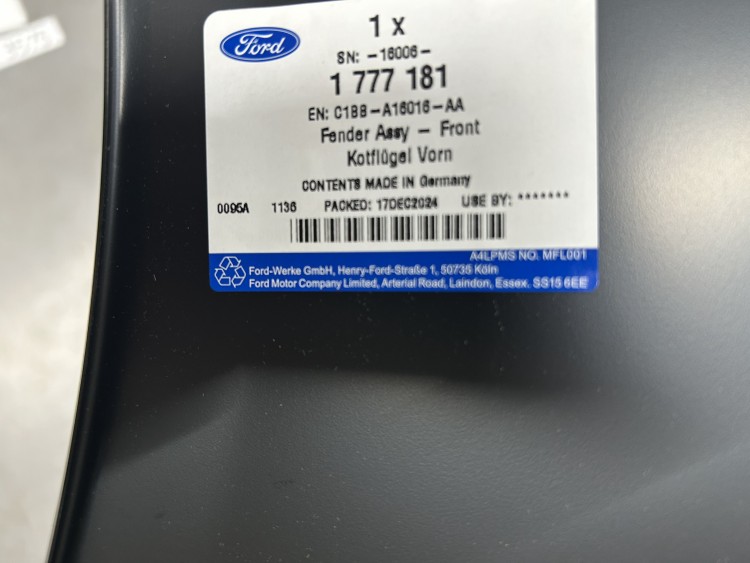 Ford
1 x
SN: -16006-
1 777 181
EN: C1BB-A16016-AA
Fender Assy - Front
Kotflügel Vorn
CONTENTS MADE IN Germany
0095A 1136 PACKED: 17DEC2024 USE BY: *******
A4LPMS NO. MFL001
Ford-Werke GmbH, Henry-Ford-Straße 1, 50735 Köln
Ford Motor Company Limited, Arterial Road, Laindon, Essex. SS15 6EE